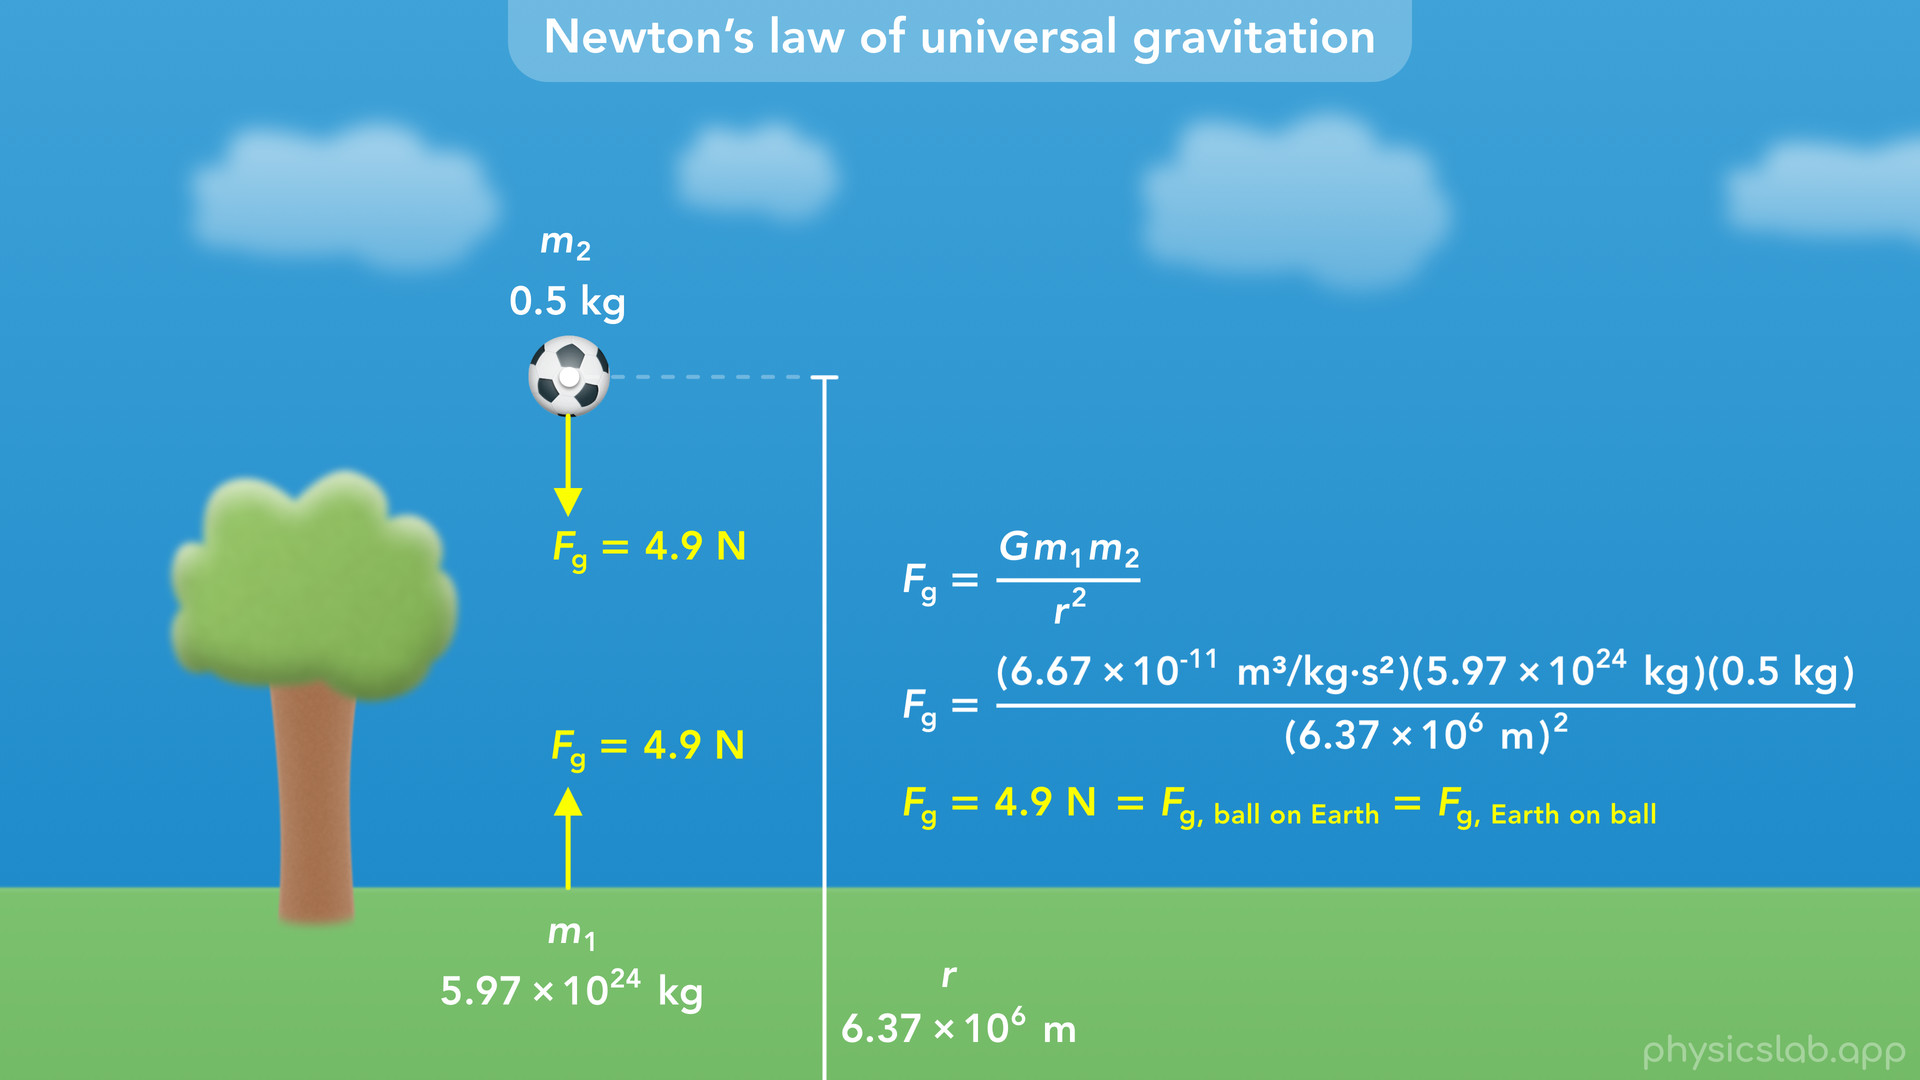 Newton’s law of universal gravitation
m₂
0.5 kg
F_g = 4.9 N
F_g = 4.9 N
m₁
5.97 × 10²⁴ kg
r
6.37 × 10⁶ m
F_g = Gm₁m₂ / r²
F_g = (6.67 × 10⁻¹¹ m³/kg·s²)(5.97 × 10²⁴ kg)(0.5 kg) / (6.37 × 10⁶ m)²
F_g = 4.9 N = F_g, ball on Earth = F_g, Earth on ball
physicslab.app